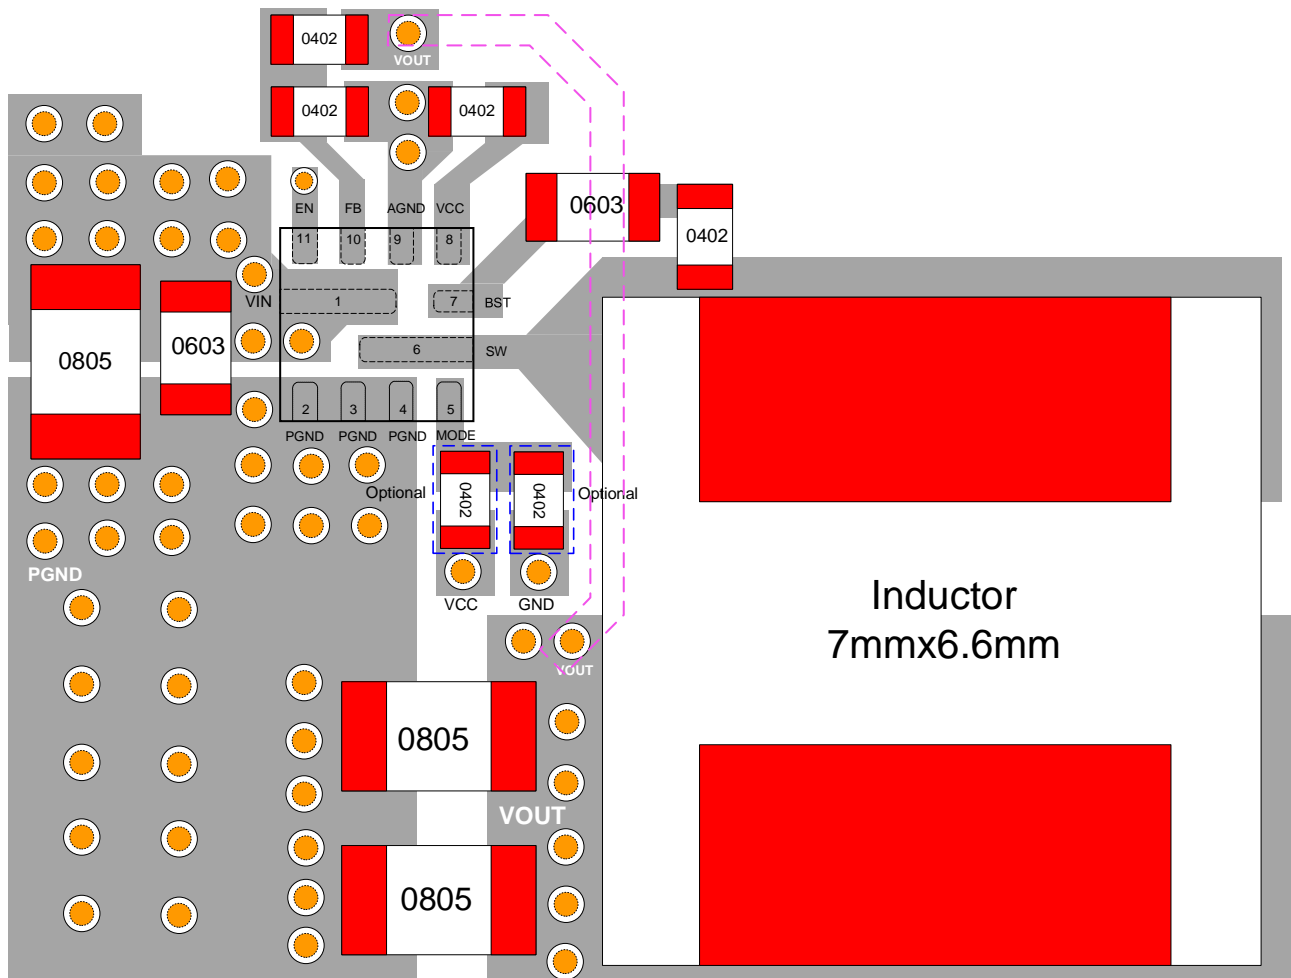 0402
VOUT
0402
0402
0603
0402
EN
FB
AGND
VCC
11
10
9
8
VIN
1
7
BST
0805
0603
6
SW
2
3
4
5
PGND
PGND
PGND
MODE
Optional
0402
0402
Optional
PGND
VCC
GND
Inductor
7mmx6.6mm
VOUT
0805
VOUT
0805